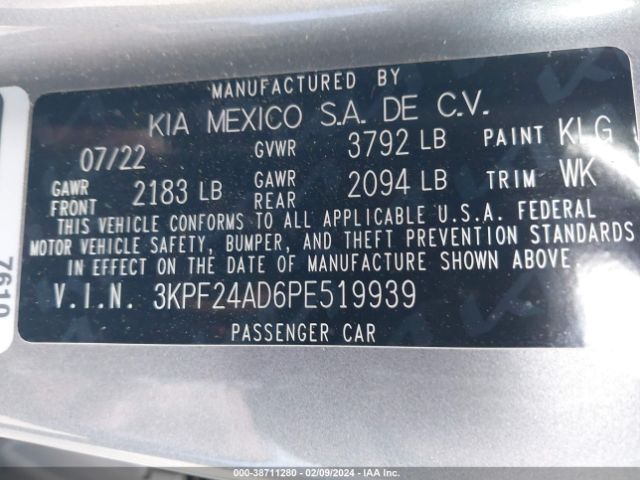 MANUFACTURED BY
KIA MEXICO S.A. DE C.V.
07/22 GVWR 3792 LB PAINT KLG
GAWR FRONT 2183 LB GAWR REAR 2094 LB TRIM WK
THIS VEHICLE CONFORMS TO ALL APPLICABLE U.S.A. FEDERAL
MOTOR VEHICLE SAFETY, BUMPER, AND THEFT PREVENTION STANDARDS
IN EFFECT ON THE DATE OF MANUFACTURE SHOWN ABOVE.
V.I.N. 3KPF24AD6PE519939
PASSENGER CAR
7610
230 - 38711280 - 02/09/2024 - IAA Inc.